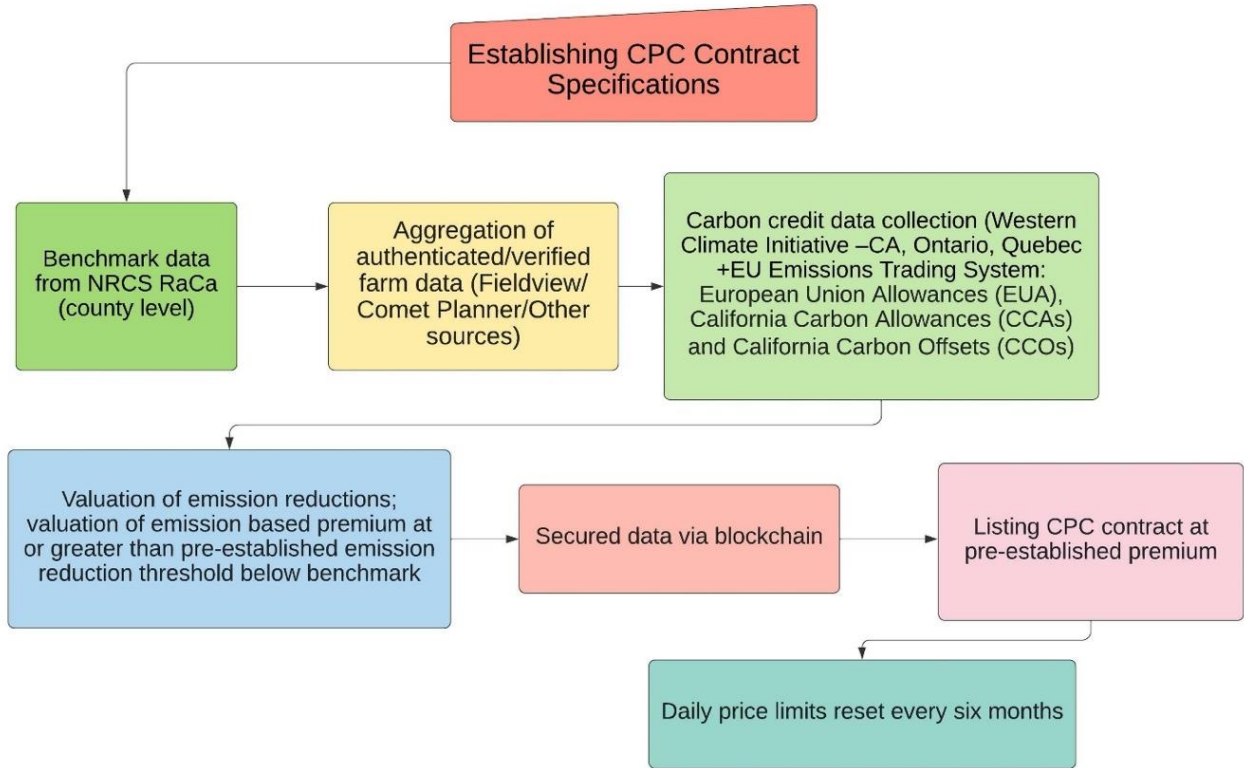 Establishing CPC Contract
Specifications
Benchmark data
from NRCS RaCa
(county level)
Aggregation of
authenticated/verified
farm data (Fieldview/
Comet Planner/Other
sources)
Carbon credit data collection (Western
Climate Initiative –CA, Ontario, Quebec
+EU Emissions Trading System:
European Union Allowances (EUA),
California Carbon Allowances (CCAs)
and California Carbon Offsets (CCOs)
Valuation of emission reductions;
valuation of emission based premium at
or greater than pre-established emission
reduction threshold below benchmark
Secured data via blockchain
Listing CPC contract at
pre-established premium
Daily price limits reset every six months